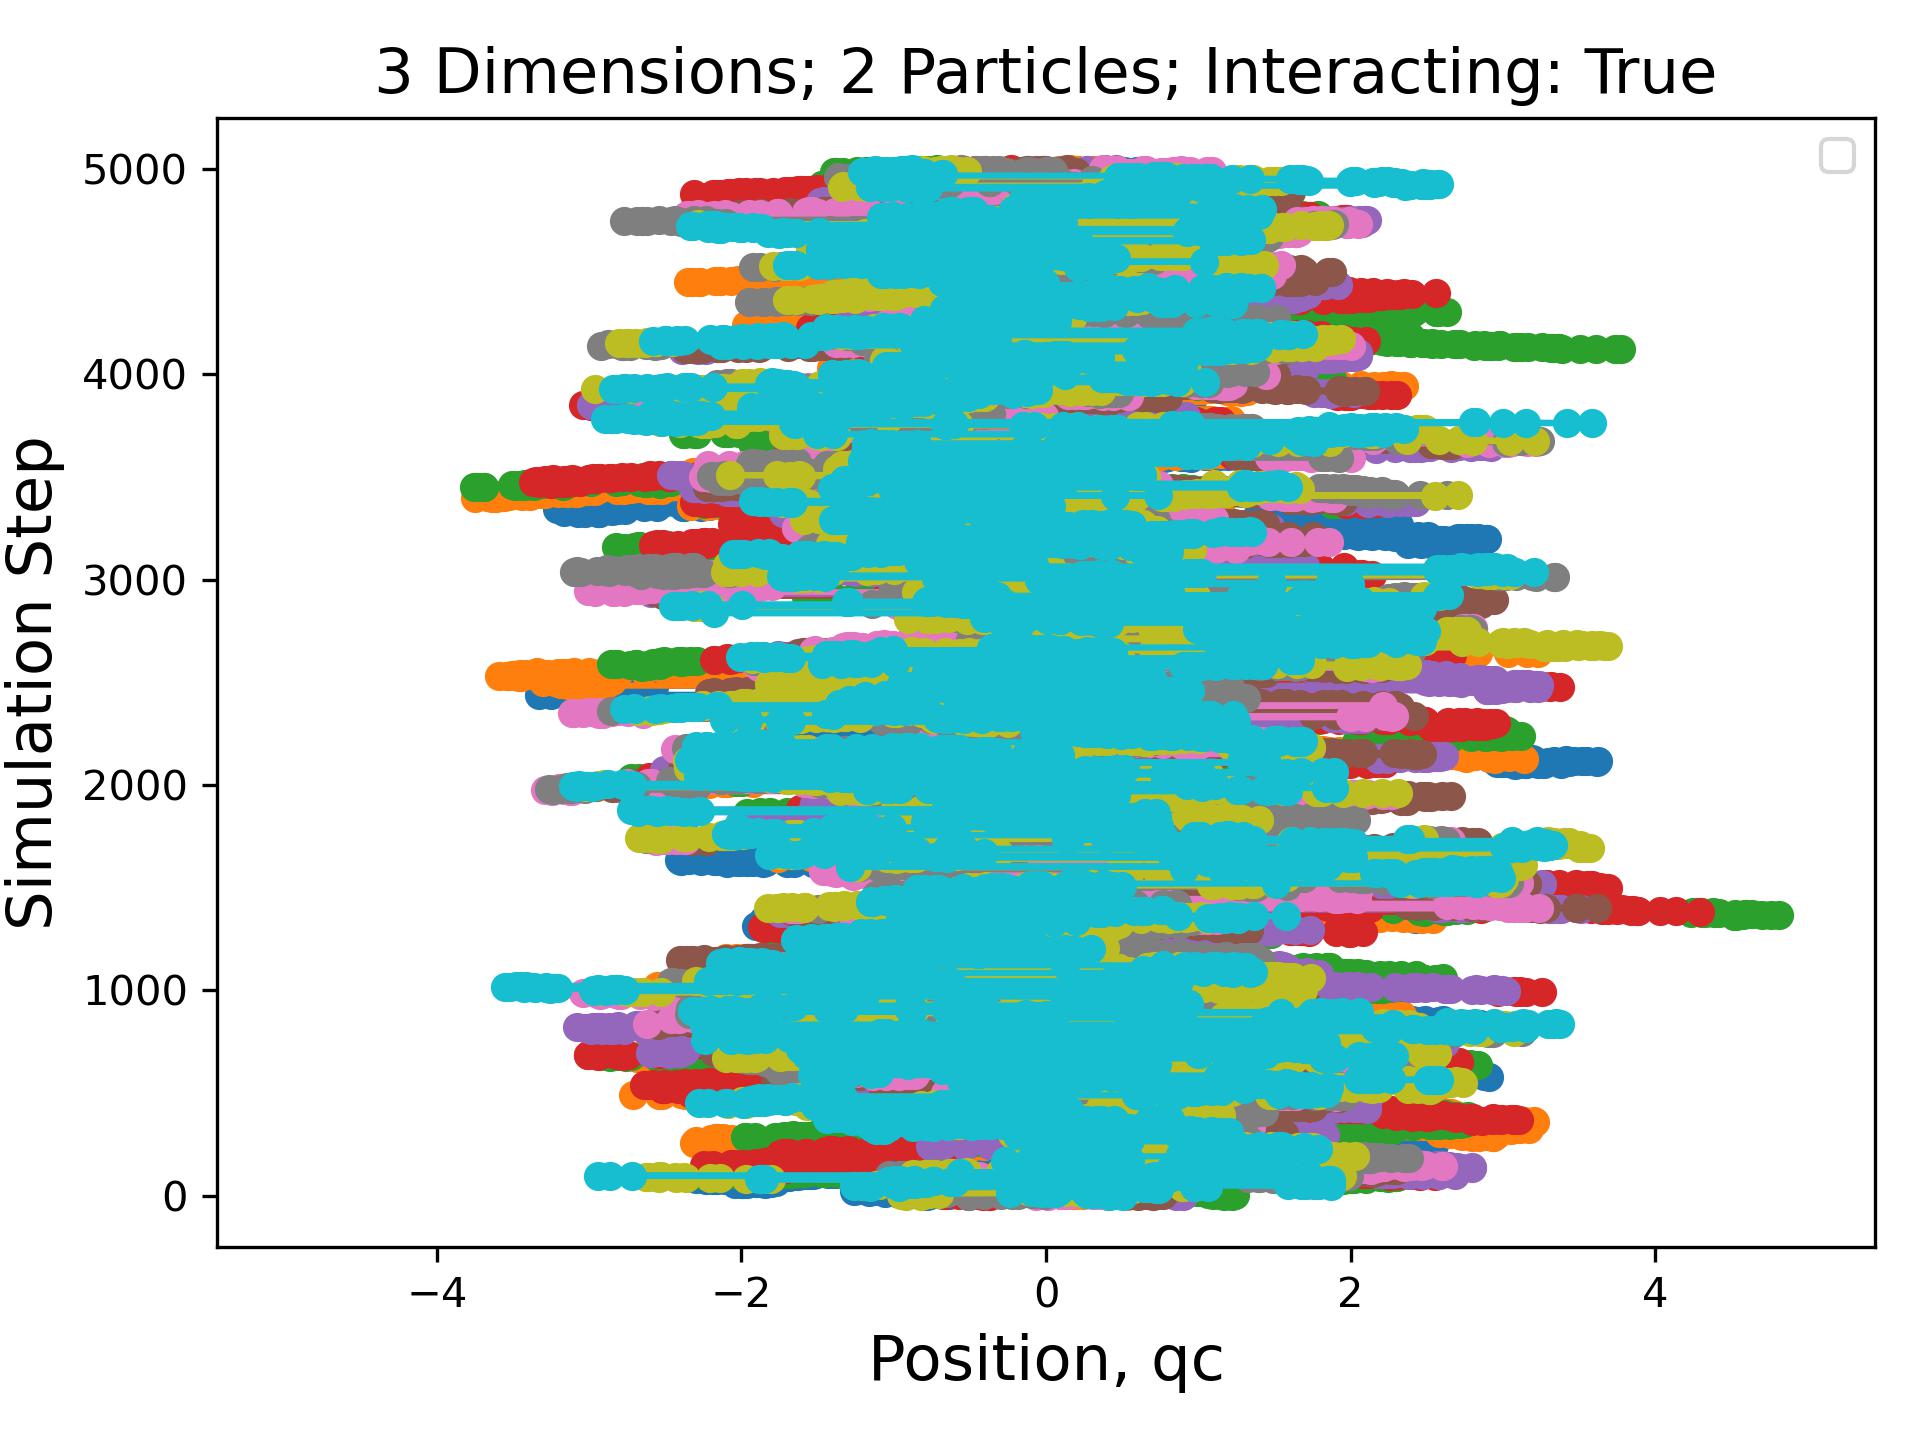 3 Dimensions; 2 Particles; Interacting: True
5000
4000
3000
2000
1000
0
Simulation Step
−4 −2 0 2 4
Position, qc